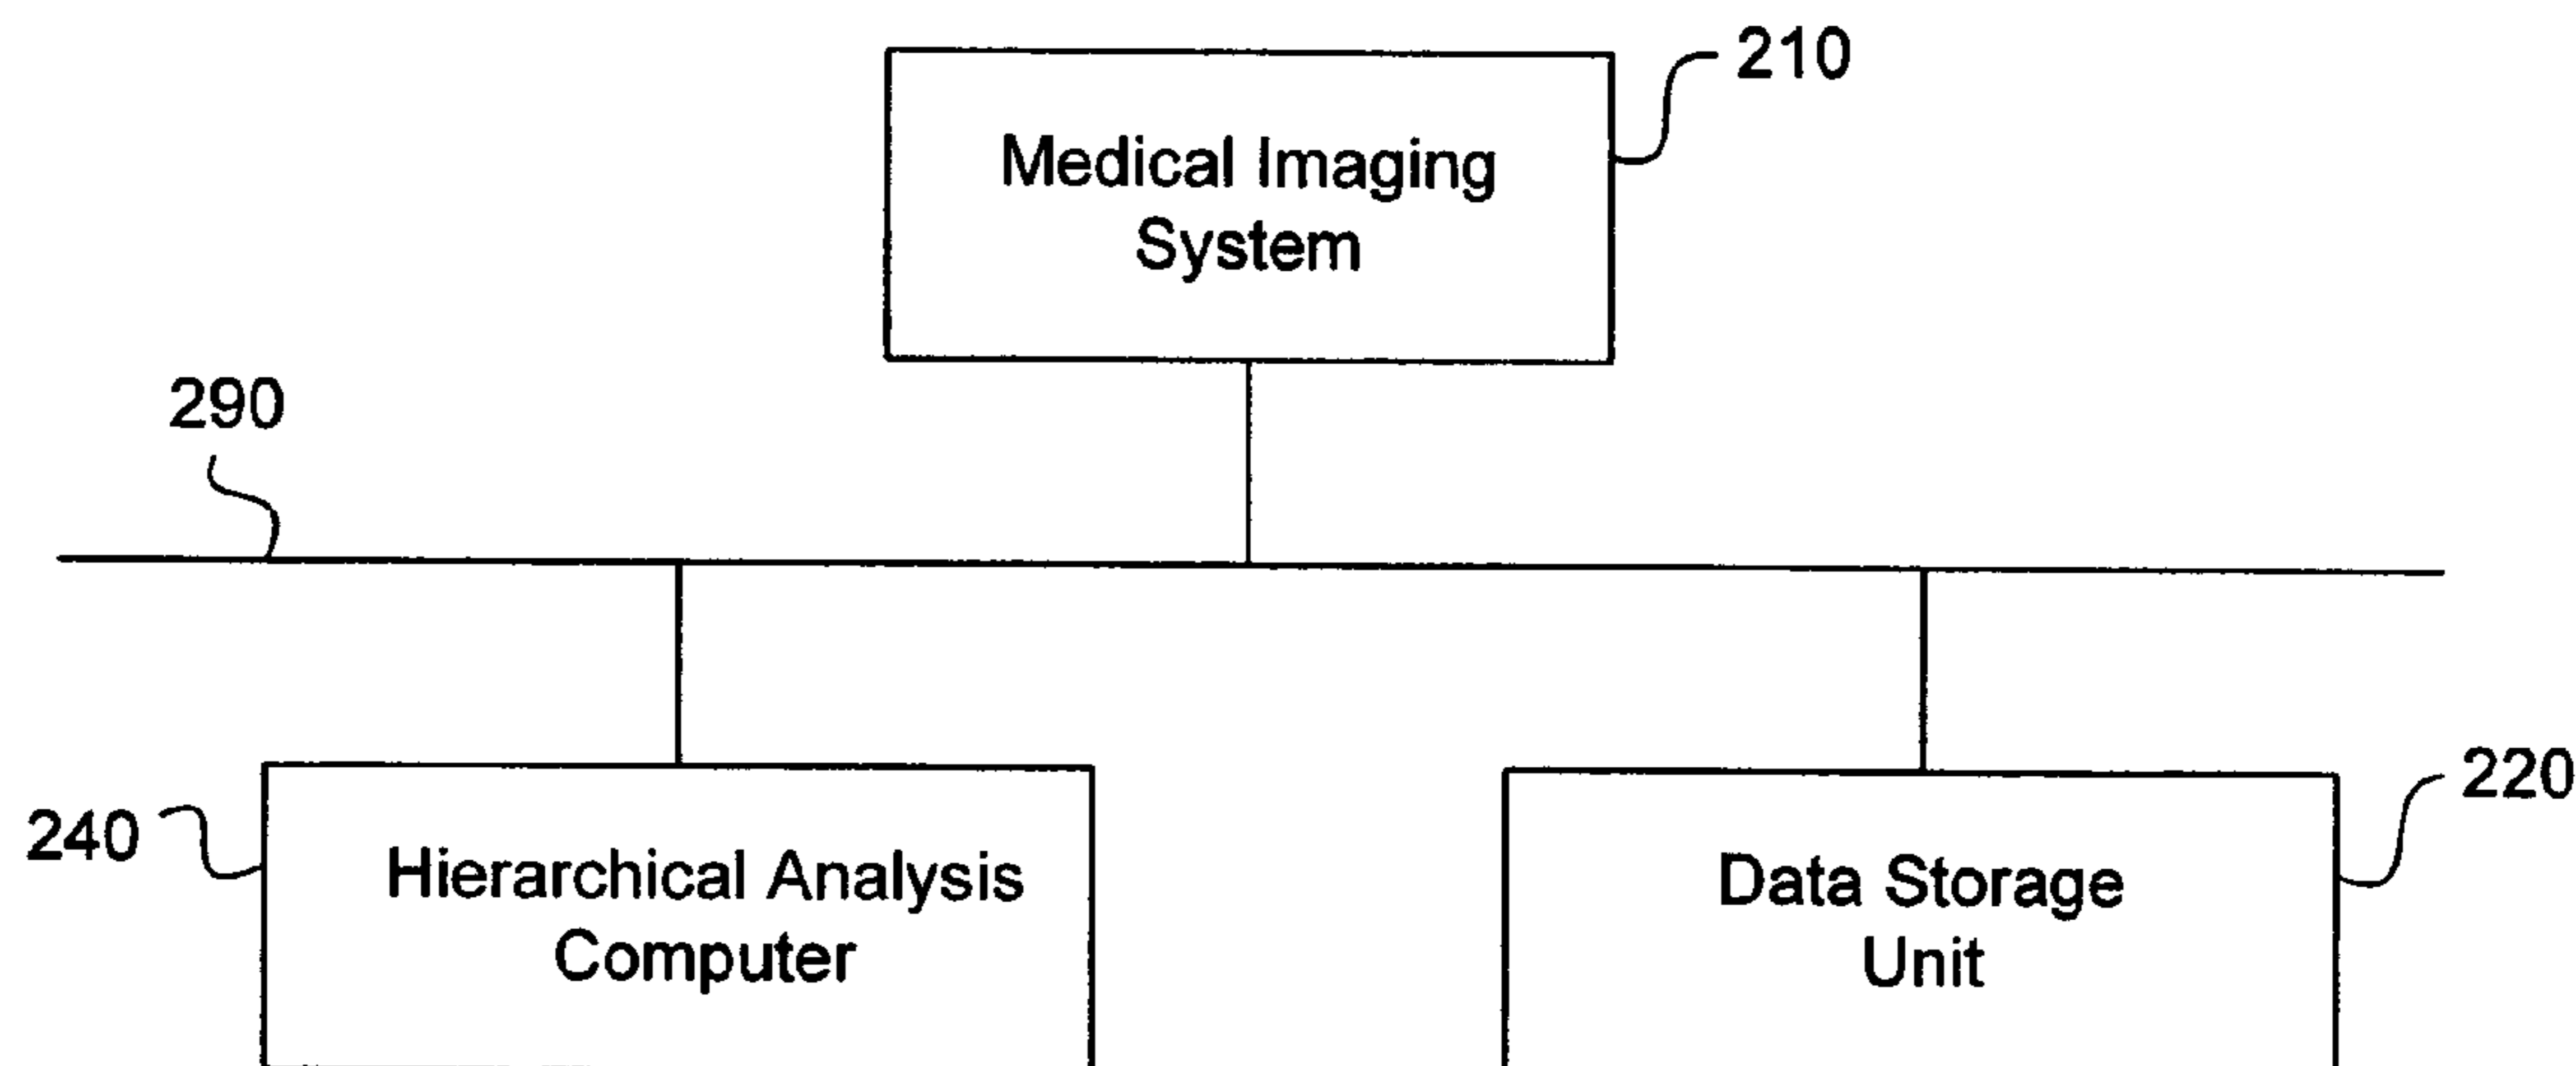 210
Medical Imaging
System
290
240
Hierarchical Analysis
Computer
Data Storage
Unit
220